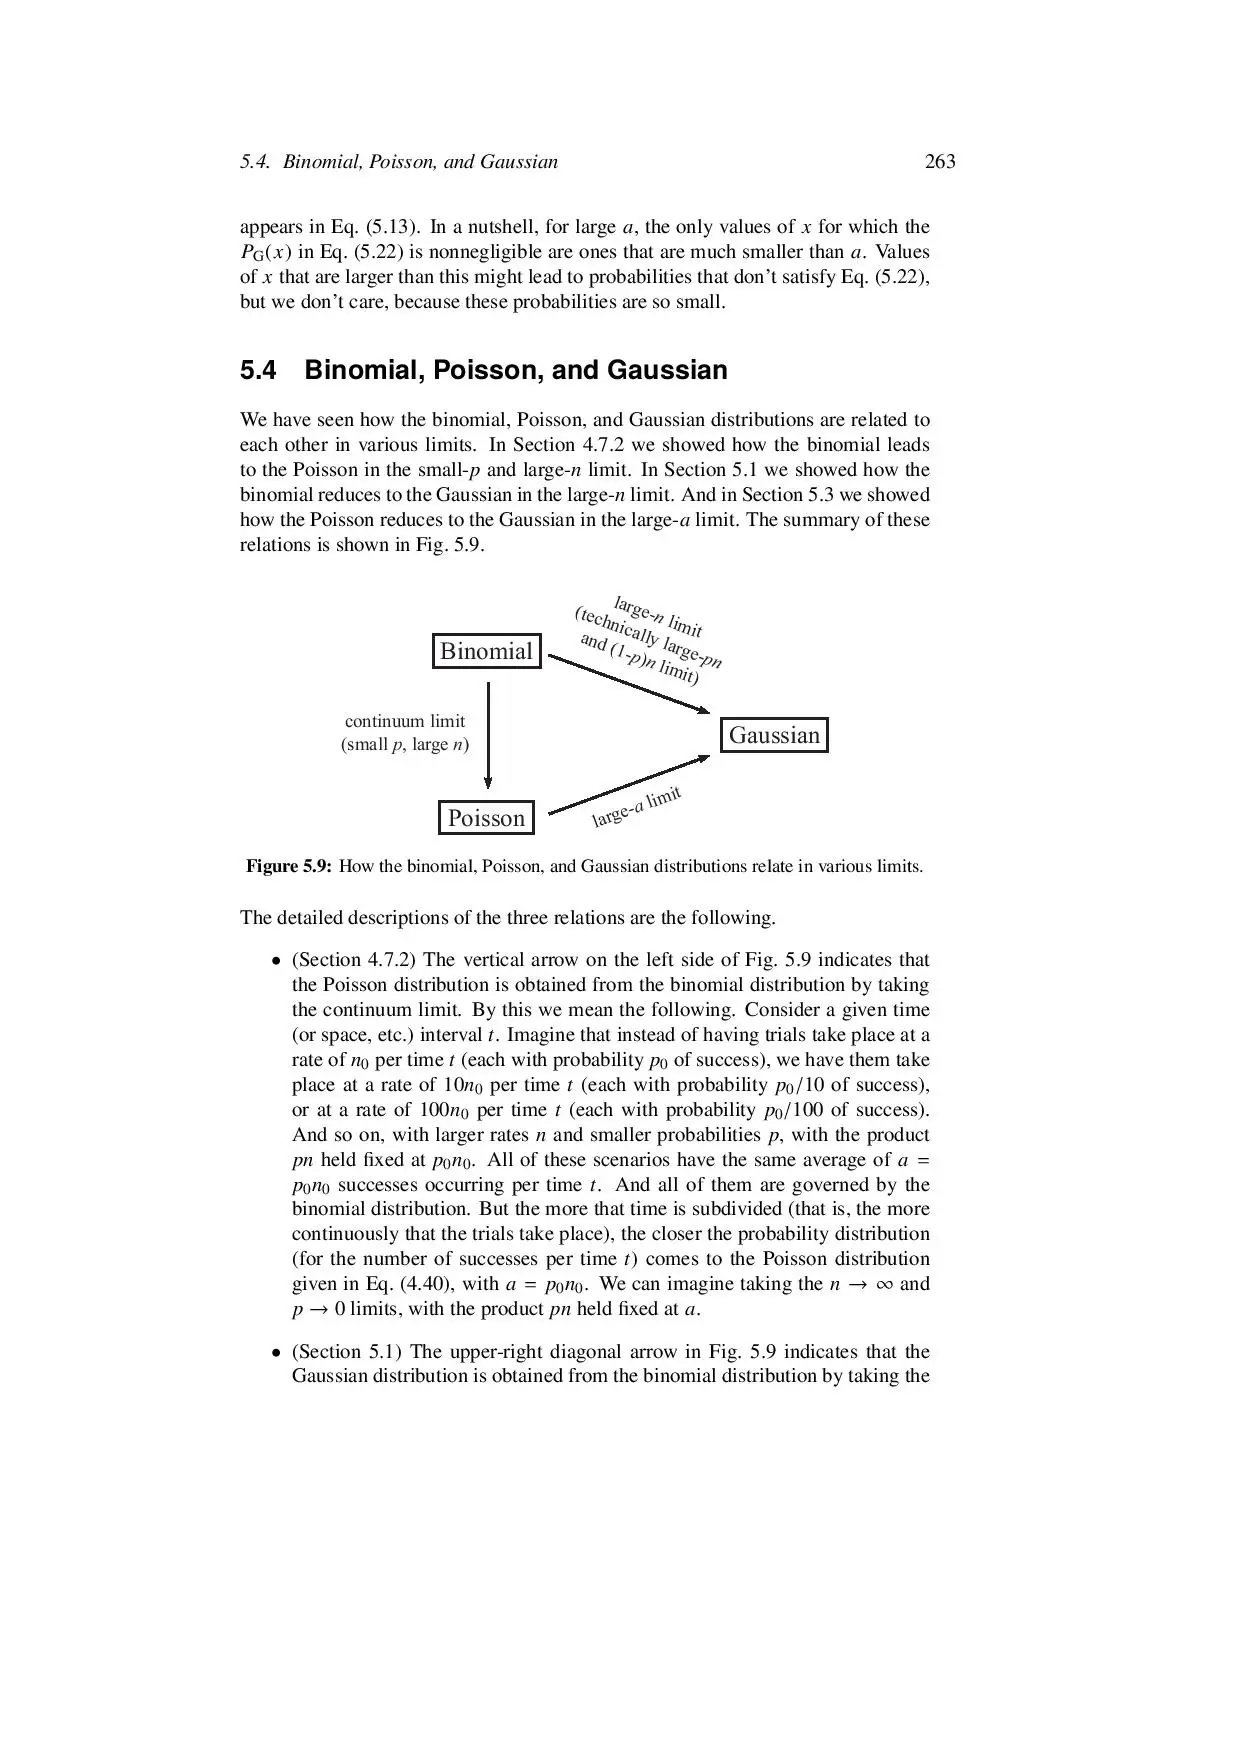 5.4. Binomial, Poisson, and Gaussian 263
appears in Eq. (5.13). In a nutshell, for large a, the only values of x for which the
P_G(x) in Eq. (5.22) is nonnegligible are ones that are much smaller than a. Values
of x that are larger than this might lead to probabilities that don’t satisfy Eq. (5.22),
but we don’t care, because these probabilities are so small.
5.4 Binomial, Poisson, and Gaussian
We have seen how the binomial, Poisson, and Gaussian distributions are related to
each other in various limits. In Section 4.7.2 we showed how the binomial leads
to the Poisson in the small-p and large-n limit. In Section 5.1 we showed how the
binomial reduces to the Gaussian in the large-n limit. And in Section 5.3 we showed
how the Poisson reduces to the Gaussian in the large-a limit. The summary of these
relations is shown in Fig. 5.9.
large-n limit
(technically large-pn
and (1-p)n limit)
Binomial
continuum limit
(small p, large n)
Gaussian
Poisson
large-a limit
Figure 5.9: How the binomial, Poisson, and Gaussian distributions relate in various limits.
The detailed descriptions of the three relations are the following.
• (Section 4.7.2) The vertical arrow on the left side of Fig. 5.9 indicates that
the Poisson distribution is obtained from the binomial distribution by taking
the continuum limit. By this we mean the following. Consider a given time
(or space, etc.) interval t. Imagine that instead of having trials take place at a
rate of n₀ per time t (each with probability p₀ of success), we have them take
place at a rate of 10n₀ per time t (each with probability p₀/10 of success),
or at a rate of 100n₀ per time t (each with probability p₀/100 of success).
And so on, with larger rates n and smaller probabilities p, with the product
pn held fixed at p₀n₀. All of these scenarios have the same average of a =
p₀n₀ successes occurring per time t. And all of them are governed by the
binomial distribution. But the more that time is subdivided (that is, the more
continuously that the trials take place), the closer the probability distribution
(for the number of successes per time t) comes to the Poisson distribution
given in Eq. (4.40), with a = p₀n₀. We can imagine taking the n → ∞ and
p → 0 limits, with the product pn held fixed at a.
• (Section 5.1) The upper-right diagonal arrow in Fig. 5.9 indicates that the
Gaussian distribution is obtained from the binomial distribution by taking the